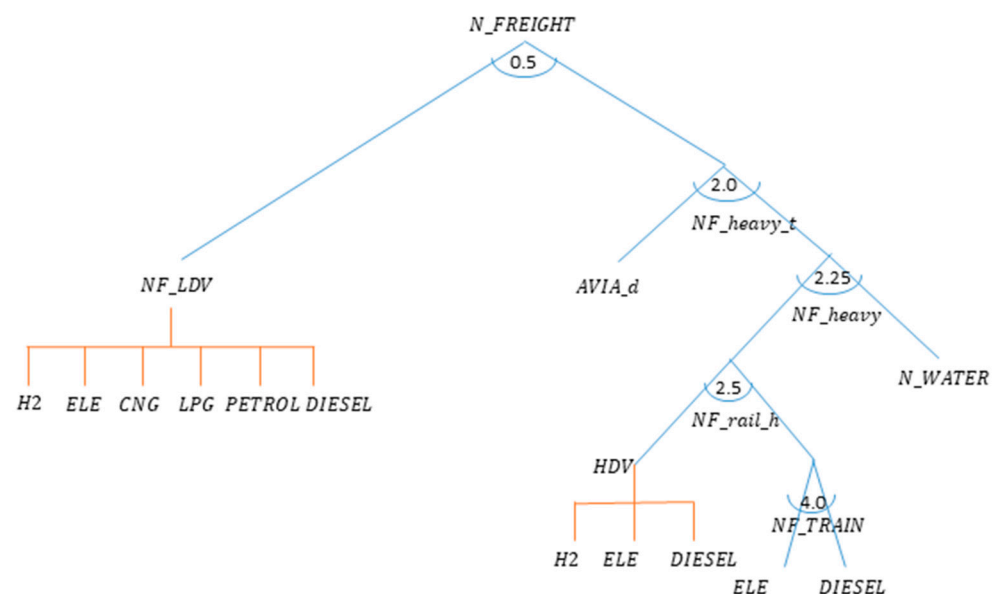 N_FREIGHT
0.5
2.0
NF_heavy_t
NF_LDV
AVIA_d
2.25
NF_heavy
N_WATER
H2 ELE CNG LPG PETROL DIESEL
2.5
NF_rail_h
HDV
4.0
NF_TRAIN
H2 ELE DIESEL
ELE DIESEL